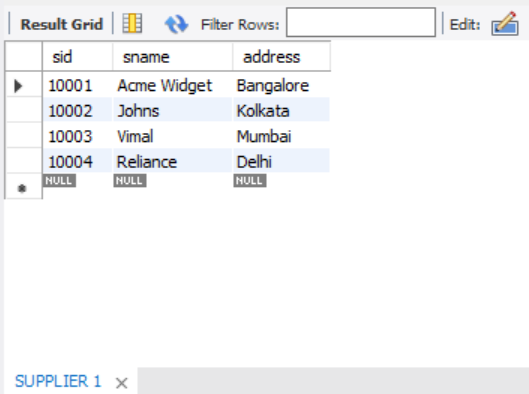 Result Grid Filter Rows: Edit:
sid sname address
10001 Acme Widget Bangalore
10002 Johns Kolkata
10003 Vimal Mumbai
10004 Reliance Delhi
NULL NULL NULL
SUPPLIER 1